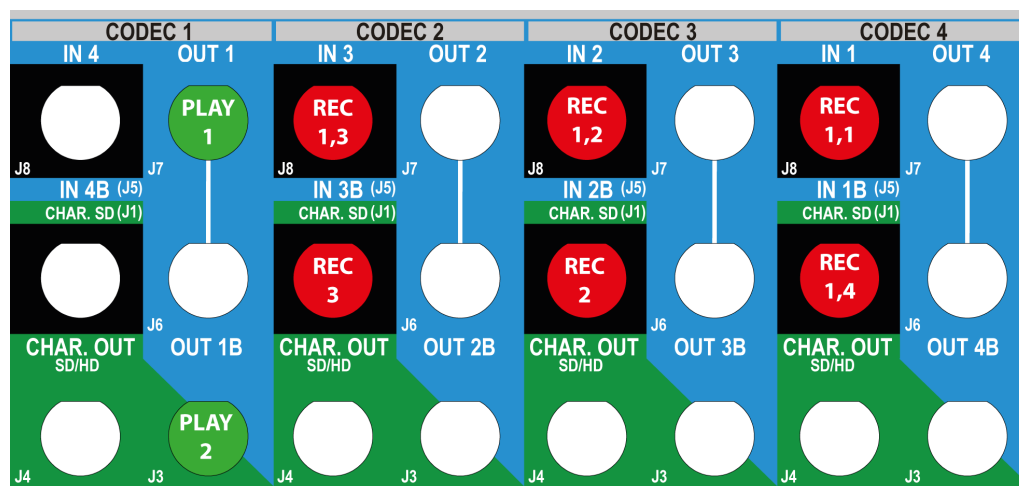 CODEC 1 CODEC 2 CODEC 3 CODEC 4
IN 4 OUT 1 IN 3 OUT 2 IN 2 OUT 3 IN 1 OUT 4
PLAY REC REC REC
1 1,3 1,2 1,1
J8 J7 J8 J7 J8 J7 J8 J7
IN 4B (J5) IN 3B (J5) IN 2B (J5) IN 1B (J5)
CHAR. SD (J1) CHAR. SD (J1) CHAR. SD (J1) CHAR. SD (J1)
REC REC REC
3 2 1,4
J6 J6 J6 J6
CHAR. OUT OUT 1B CHAR. OUT OUT 2B CHAR. OUT OUT 3B CHAR. OUT OUT 4B
SD/HD SD/HD SD/HD SD/HD
PLAY
2
J4 J3 J4 J3 J4 J3 J4 J3